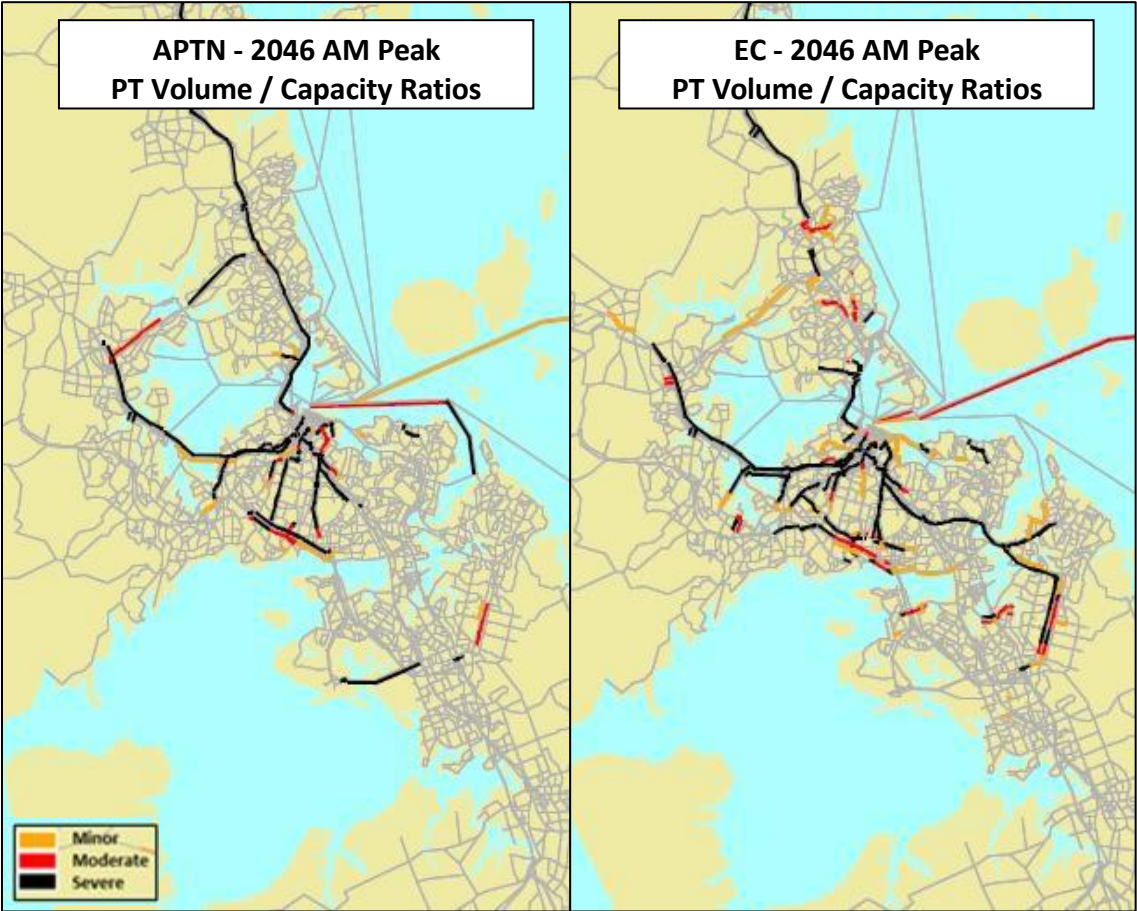 APTN - 2046 AM Peak
PT Volume / Capacity Ratios
EC - 2046 AM Peak
PT Volume / Capacity Ratios
Minor
Moderate
Severe